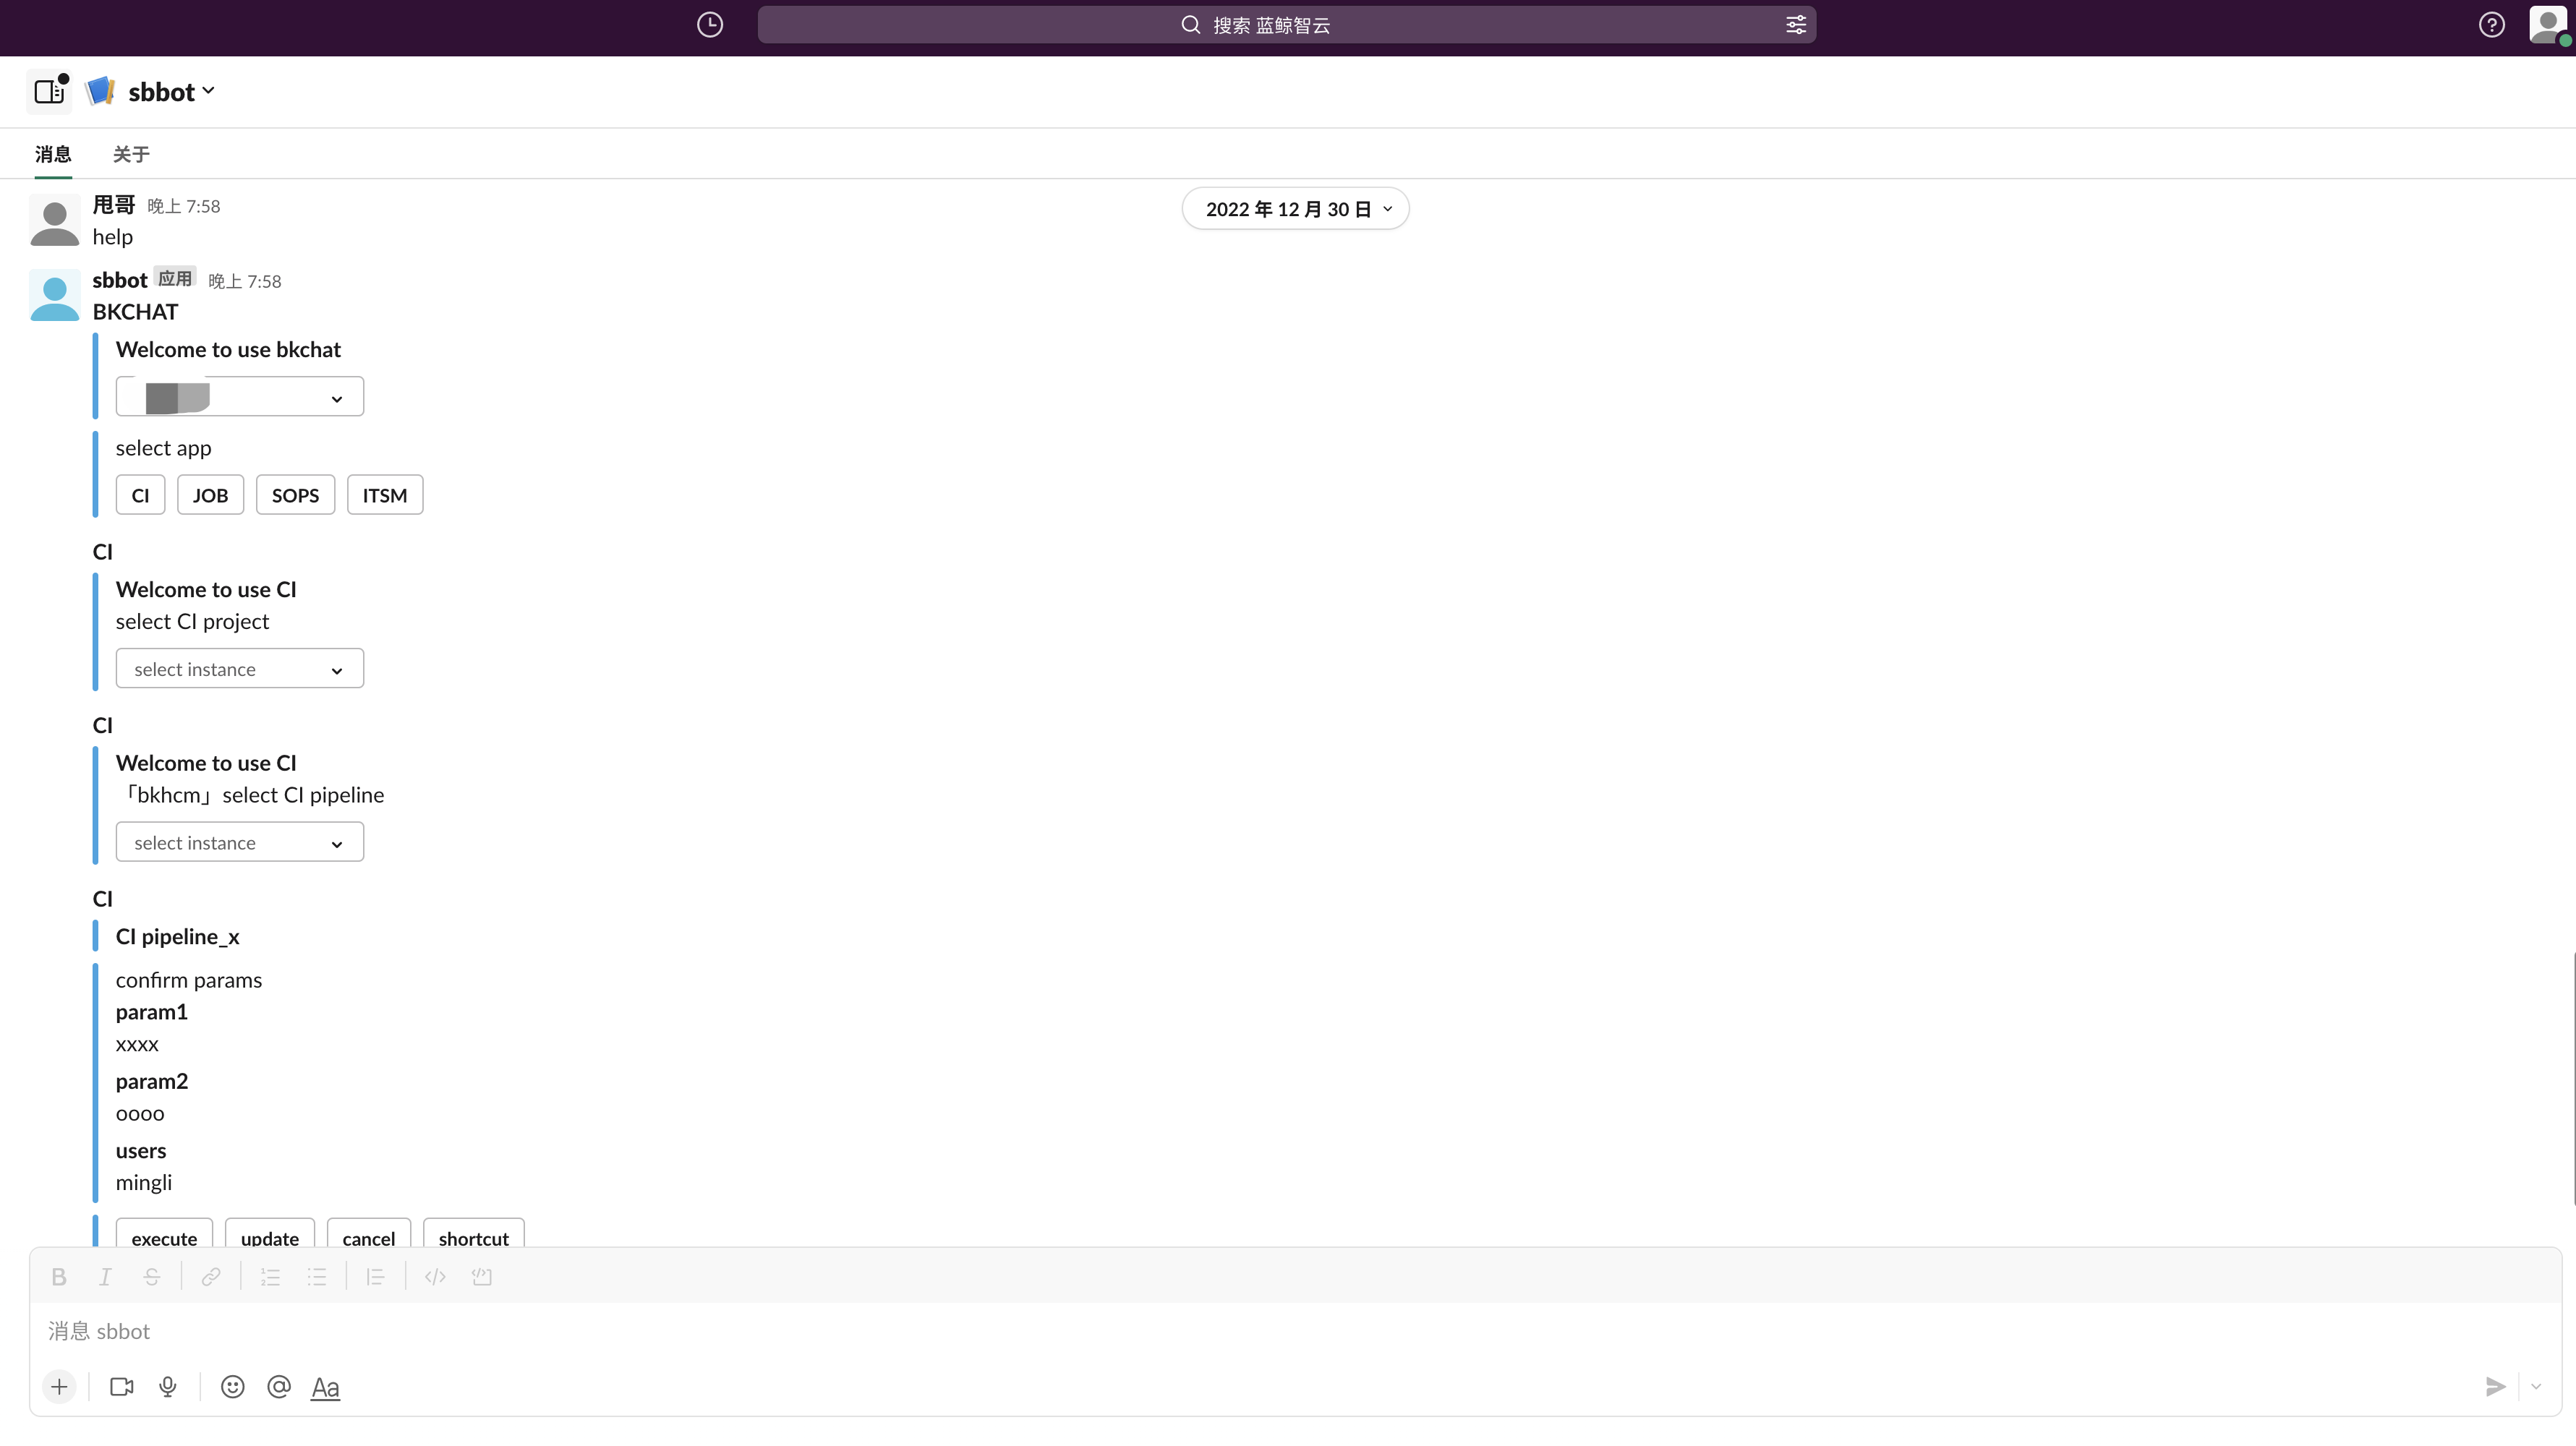 搜索 蓝鲸智云
sbbot
消息 关于
2022 年 12 月 30 日
甩哥 晚上 7:58
help
sbbot 应用 晚上 7:58
BKCHAT
Welcome to use bkchat
select app
CI JOB SOPS ITSM
CI
Welcome to use CI
select CI project
select instance
CI
Welcome to use CI
「bkhcm」select CI pipeline
select instance
CI
CI pipeline_x
confirm params
param1
xxxx
param2
oooo
users
mingli
execute update cancel shortcut
消息 sbbot
Aa